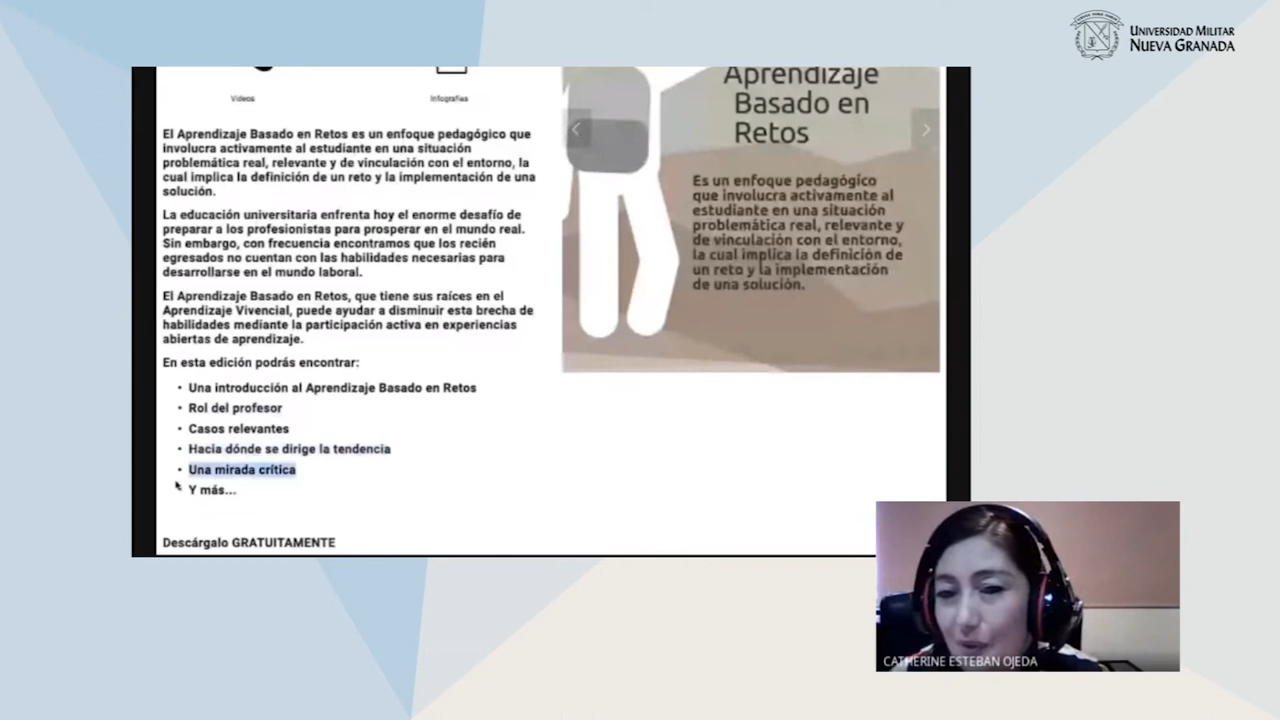 UNIVERSIDAD MILITAR
NUEVA GRANADA
Videos
Infografías
El Aprendizaje Basado en Retos es un enfoque pedagógico que
involucra activamente al estudiante en una situación
problemática real, relevante y de vinculación con el entorno, la
cual implica la definición de un reto y la implementación de una
solución.
La educación universitaria enfrenta hoy el enorme desafío de
preparar a los profesionistas para prosperar en el mundo real.
Sin embargo, con frecuencia encontramos que los recién
egresados no cuentan con las habilidades necesarias para
desarrollarse en el mundo laboral.
El Aprendizaje Basado en Retos, que tiene sus raíces en el
Aprendizaje Vivencial, puede ayudar a disminuir esta brecha de
habilidades mediante la participación activa en experiencias
abiertas de aprendizaje.
En esta edición podrás encontrar:
• Una introducción al Aprendizaje Basado en Retos
• Rol del profesor
• Casos relevantes
• Hacia dónde se dirige la tendencia
• Una mirada crítica
• Y más...
Descárgalo GRATUITAMENTE
Aprendizaje
Basado en
Retos
Es un enfoque pedagógico
que involucra activamente al
estudiante en una situación
problemática real, relevante y
de vinculación con el entorno,
la cual implica la definición de
un reto y la implementación
de una solución.
CATHERINE ESTEBAN OJEDA